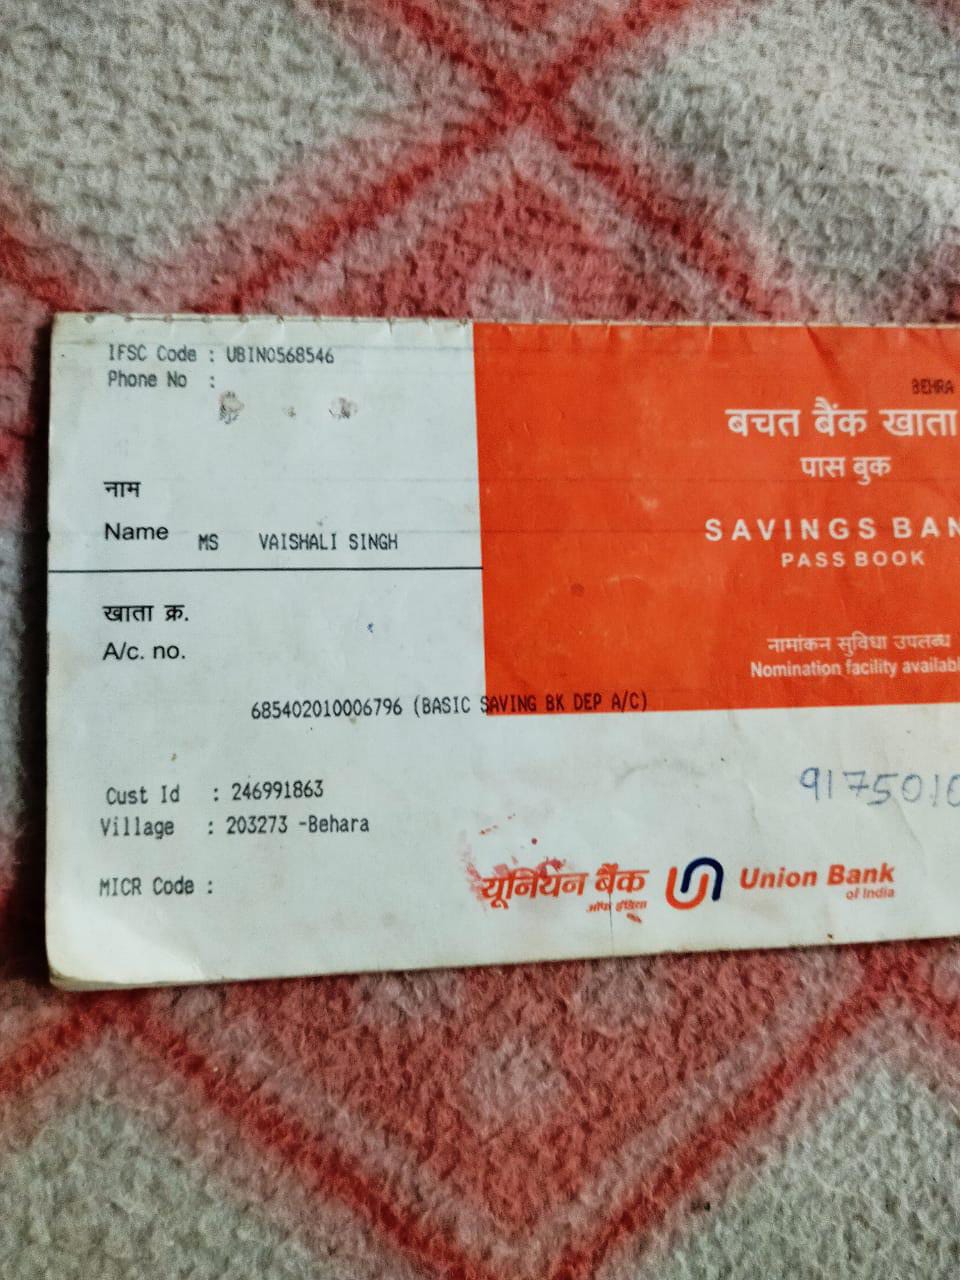 IFSC Code : UBIN0568546
Phone No :
BEHRA
बचत बैंक खाता
पास बुक
नाम
Name MS VAISHALI SINGH
SAVINGS BAN
PASS BOOK
खाता क्र.
A/c. no.
नामांकन सुविधा उपलब्ध
Nomination facility availabl
685402010006796 (BASIC SAVING BK DEP A/C)
Cust Id : 246991863
9175010
Village : 203273 -Behara
MICR Code :
यूनियन बैंक
ऑफ इंडिया
Union Bank
of India